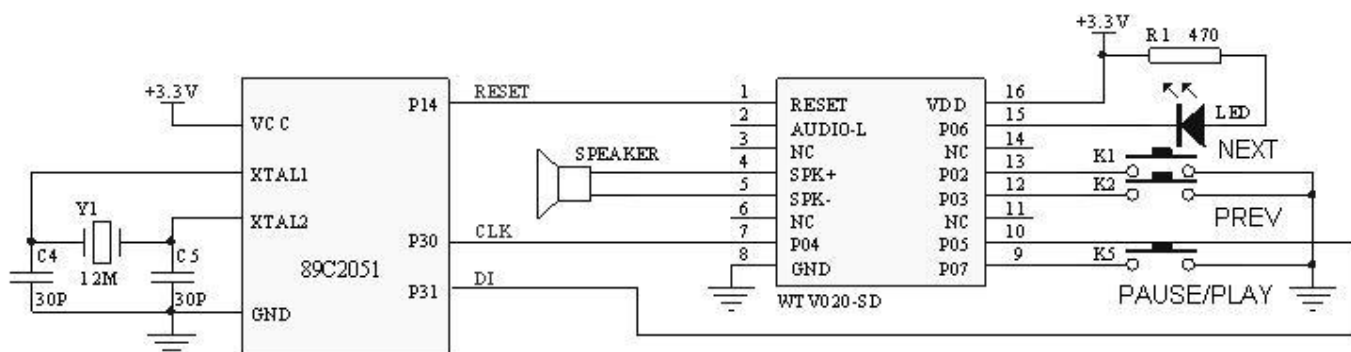 +3.3V
R1 470
+3.3V
P14
RESET
1
RESET
VDD
16
LED
VCC
2
AUDIO-L
P06
15
NEXT
XTAL1
SPEAKER
3
NC
NC
14
K1
4
SPK+
P02
13
K2
5
SPK-
P03
12
PREV
Y1
XTAL2
6
NC
NC
11
C4
C5
P30
CLK
7
P04
P05
10
12M
89C2051
8
GND
P07
9
K5
30P
30P
P31
DI
GND
WTV020-SD
PAUSE/PLAY